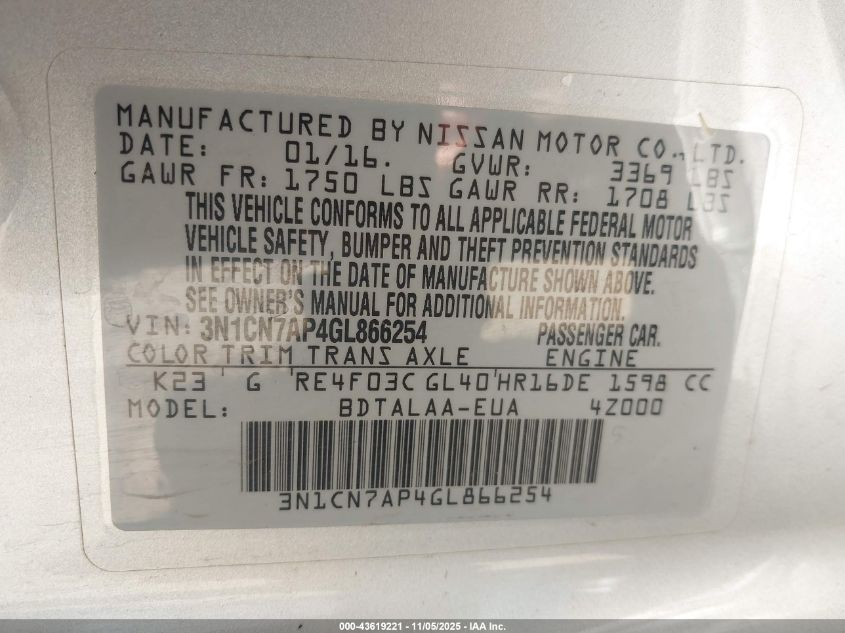 MANUFACTURED BY NISSAN MOTOR CO., LTD.
DATE: 01/16. GVWR: 3369 LBS
GAWR FR: 1750 LBS GAWR RR: 1708 LBS
THIS VEHICLE CONFORMS TO ALL APPLICABLE FEDERAL MOTOR
VEHICLE SAFETY, BUMPER AND THEFT PREVENTION STANDARDS
IN EFFECT ON THE DATE OF MANUFACTURE SHOWN ABOVE.
SEE OWNER'S MANUAL FOR ADDITIONAL INFORMATION.
VIN: 3N1CN7AP4GL866254 PASSENGER CAR.
COLOR TRIM TRANS AXLE ENGINE
K23 ' G 'RE4F03C GL40'HR16DE 1598 CC
MODEL: BDTALAA-EUA 4Z000
3N1CN7AP4GL866254
000-43619221 - 11/05/2025 - IAA Inc.